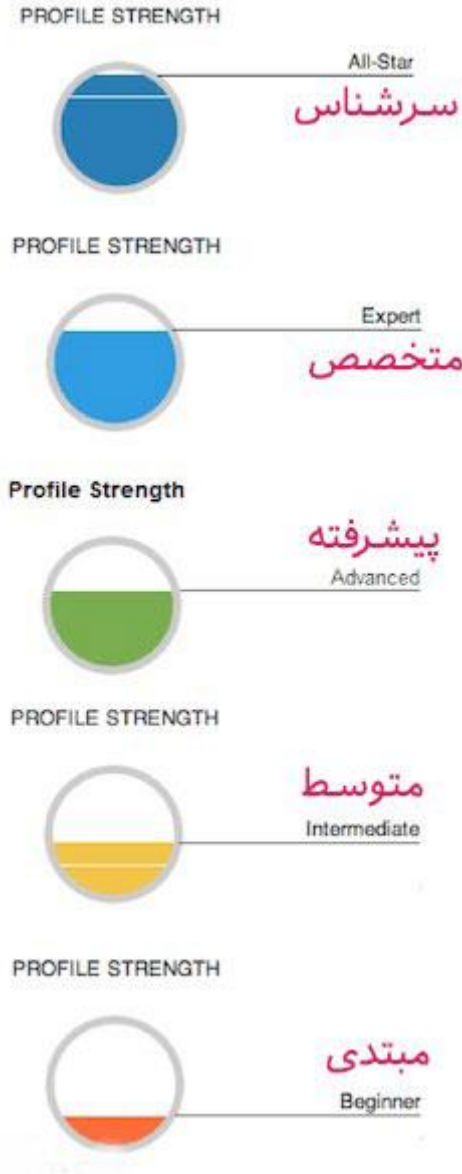 PROFILE STRENGTH
All-Star
سرشناس
PROFILE STRENGTH
Expert
متخصص
Profile Strength
پیشرفته
Advanced
PROFILE STRENGTH
متوسط
Intermediate
PROFILE STRENGTH
مبتدی
Beginner